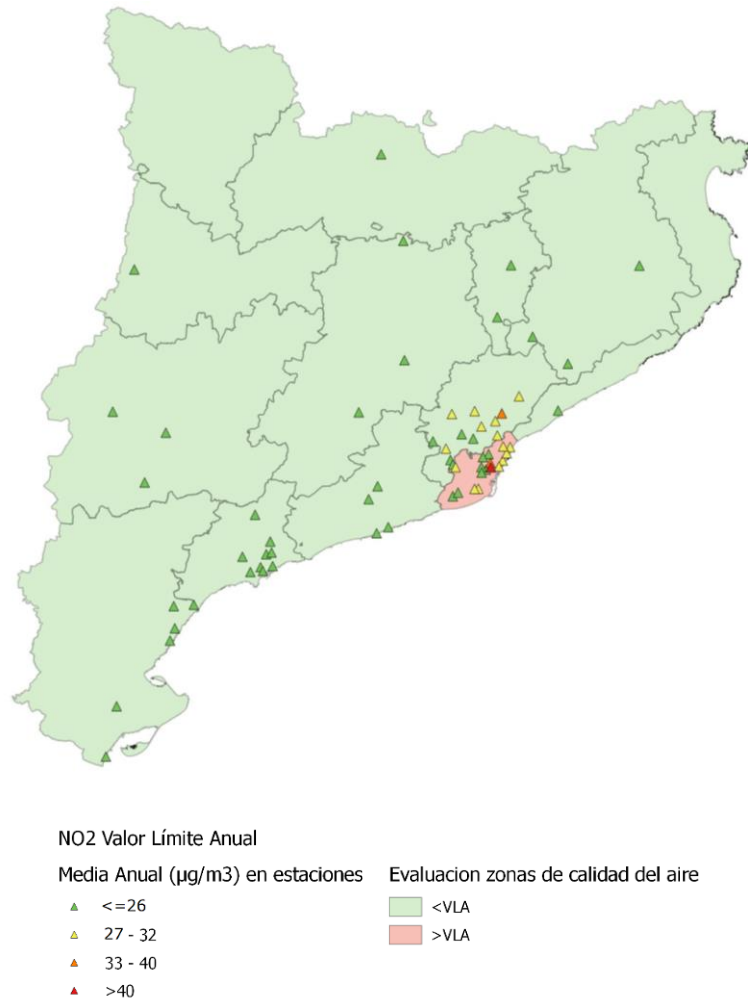 NO2 Valor Límite Anual
Media Anual (µg/m3) en estaciones
<=26
27 - 32
33 - 40
>40
Evaluacion zonas de calidad del aire
<VLA
>VLA